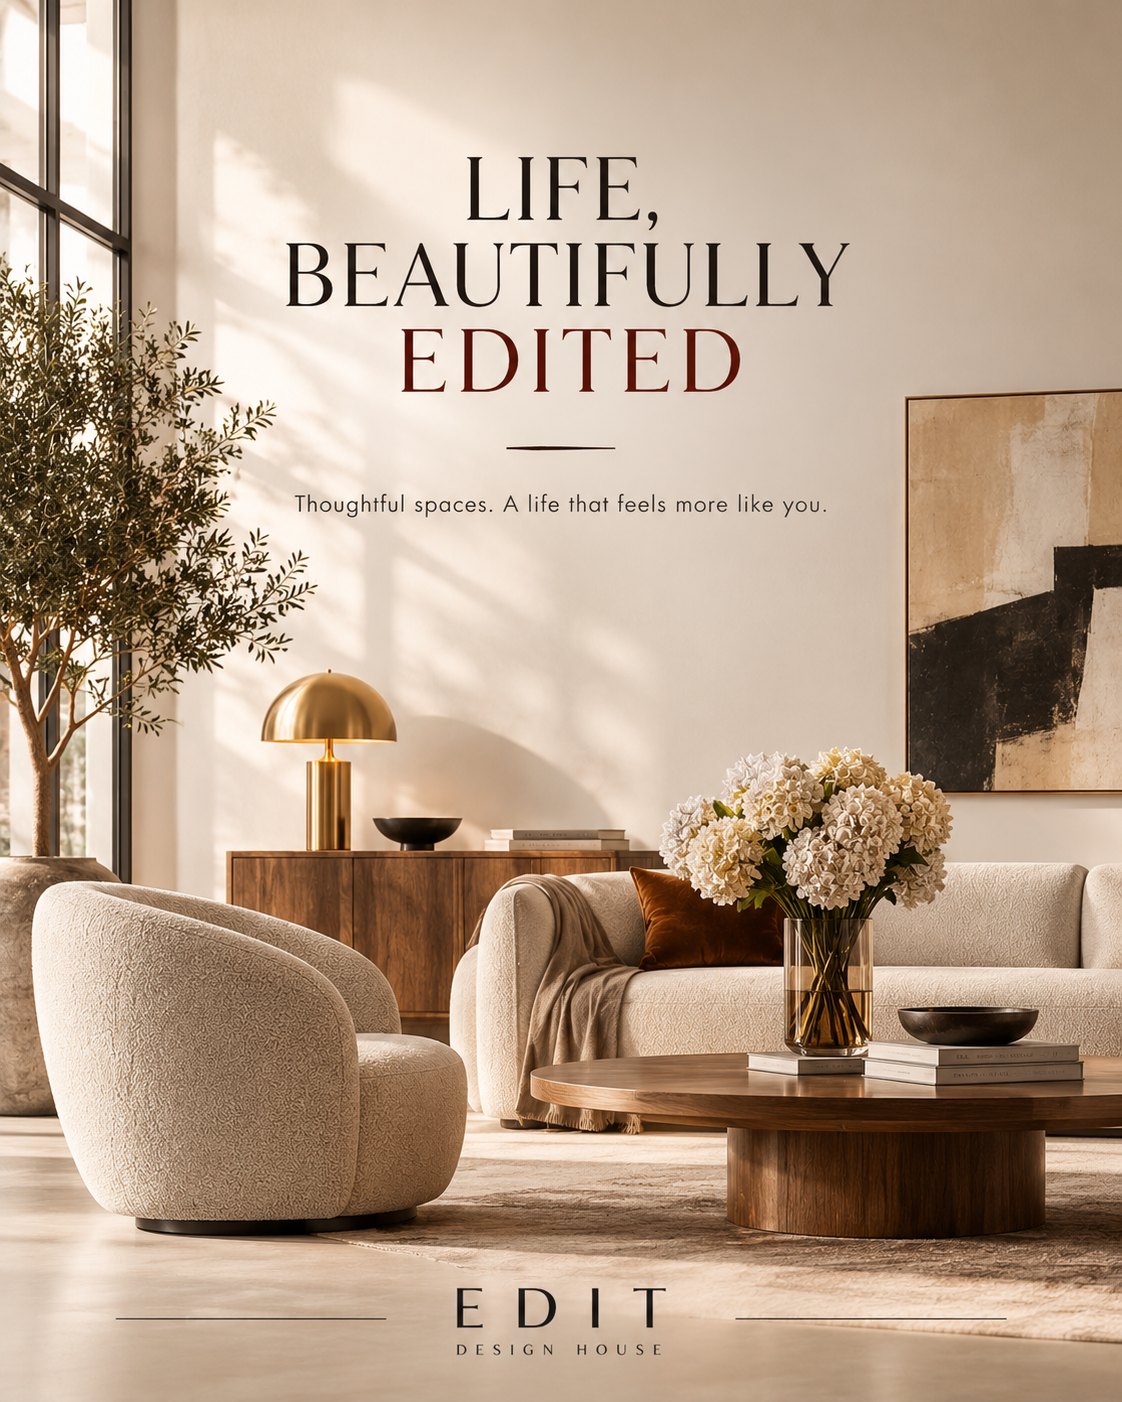 LIFE,
BEAUTIFULLY
EDITED
Thoughtful spaces. A life that feels more like you.
EDIT
DESIGN HOUSE